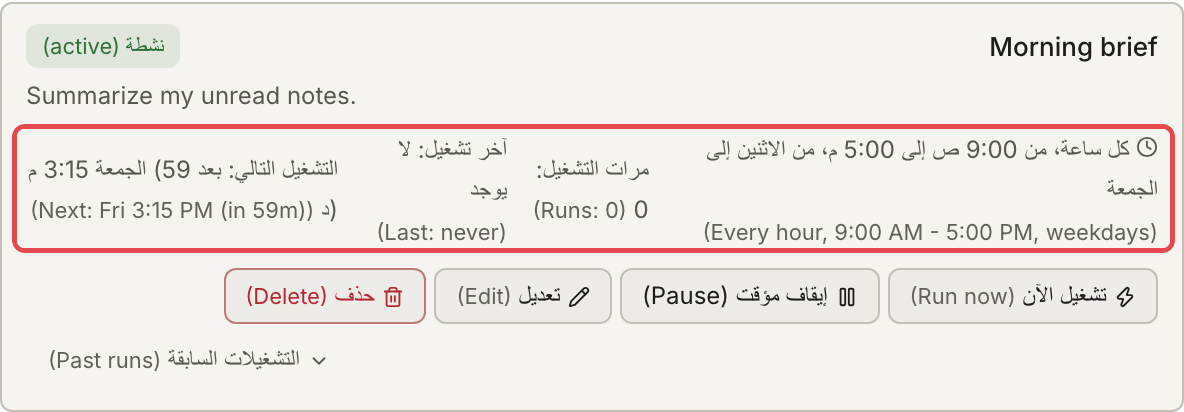 Morning brief
نشطة (active)
Summarize my unread notes.
كل ساعة، من 9:00 ص إلى 5:00 م، من الاثنين إلى
الجمعة
(Every hour, 9:00 AM - 5:00 PM, weekdays)
مرات التشغيل:
0 (Runs: 0)
آخر تشغيل: لا
يوجد
(Last: never)
التشغيل التالي: بعد 59) الجمعة 3:15 م
(د (Next: Fri 3:15 PM (in 59m))
تشغيل الآن (Run now)
إيقاف مؤقت (Pause)
تعديل (Edit)
حذف (Delete)
التشغيلات السابقة (Past runs)